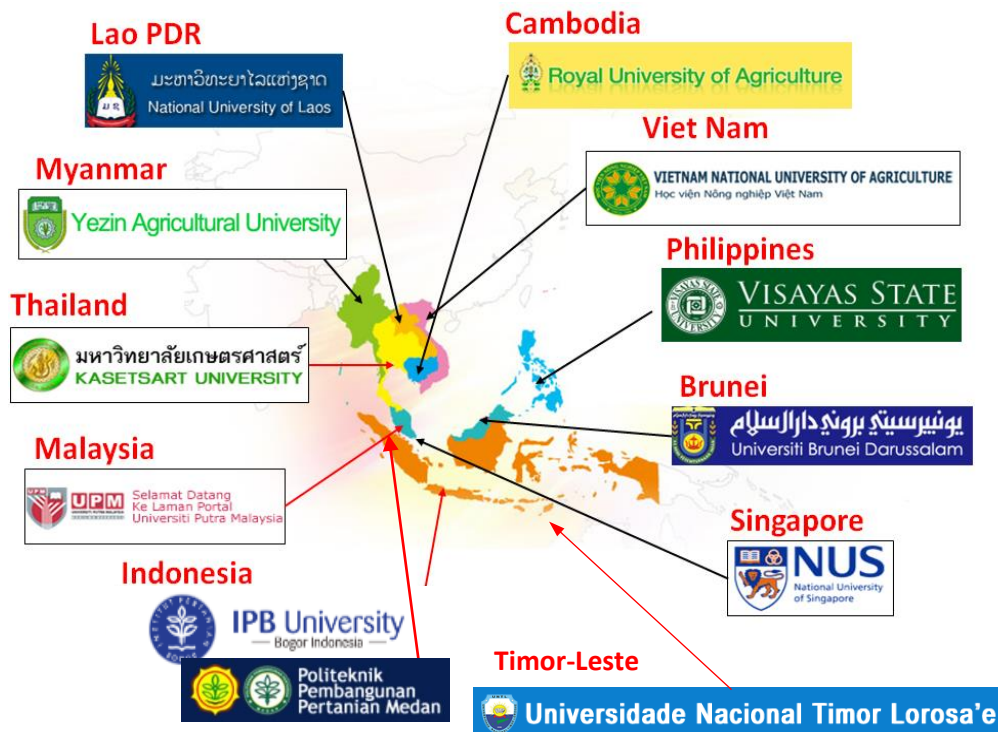 Lao PDR
ມະຫາວິທະຍາໄລແຫ່ງຊາດ
National University of Laos
ມ ຊ
Cambodia
Royal University of Agriculture
Viet Nam
VIETNAM NATIONAL UNIVERSITY OF AGRICULTURE
Học viện Nông nghiệp Việt Nam
Myanmar
Yezin Agricultural University
Philippines
VISAYAS STATE
UNIVERSITY
Thailand
มหาวิทยาลัยเกษตรศาสตร์
KASETSART UNIVERSITY
Brunei
يونيبرسيتي بروني دارالسلام
Universiti Brunei Darussalam
Malaysia
UPM
Selamat Datang
Ke Laman Portal
Universiti Putra Malaysia
Singapore
NUS
National University
of Singapore
Indonesia
INSTITUT PERTANIAN
BOGOR
IPB University
Bogor Indonesia
Politeknik
Pembangunan
Pertanian Medan
Timor-Leste
Universidade Nacional Timor Lorosa'e